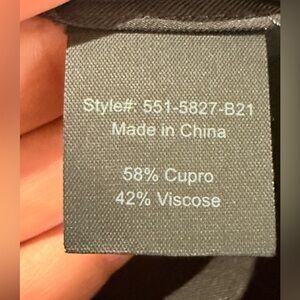 Style#: 551-5827-B21
Made in China
58% Cupro
42% Viscose